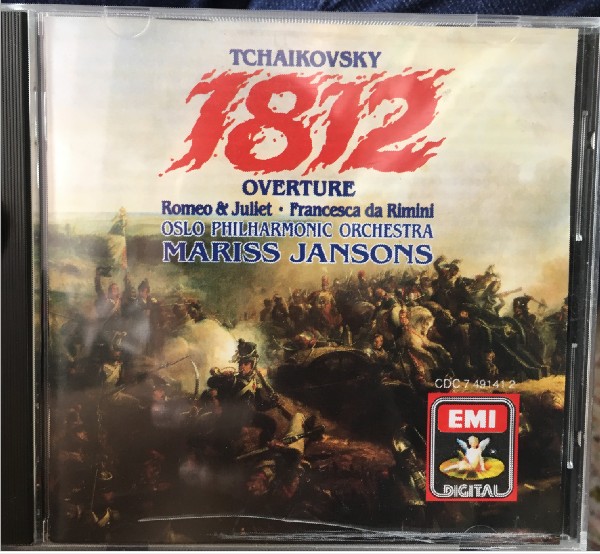 TCHAIKOVSKY
1812
OVERTURE
Romeo & Juliet · Francesca da Rimini
OSLO PHILHARMONIC ORCHESTRA
MARISS JANSONS
CDC 7 49141 2
EMI
DIGITAL